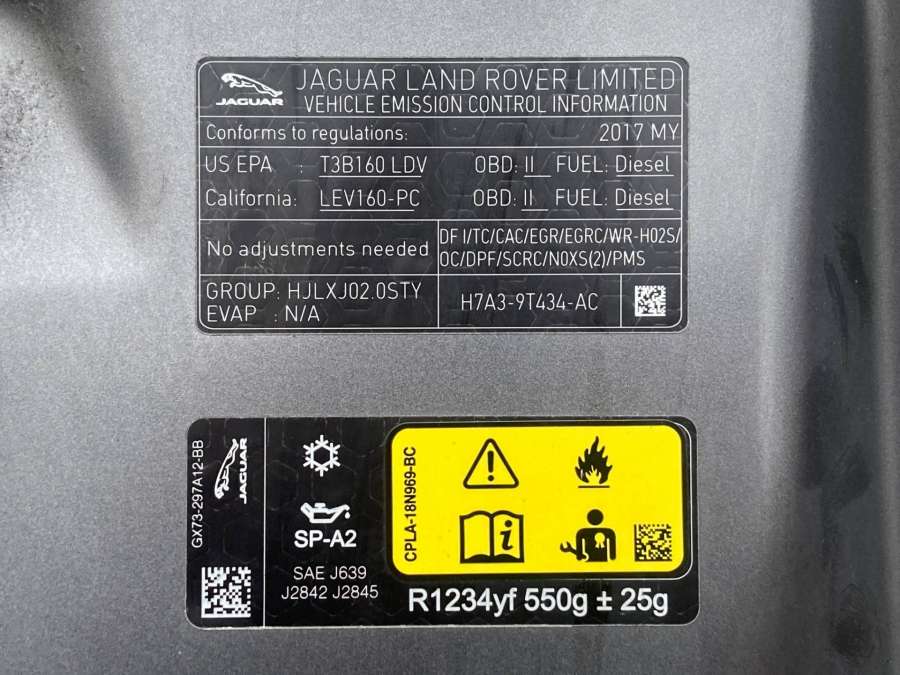 JAGUAR
JAGUAR LAND ROVER LIMITED
VEHICLE EMISSION CONTROL INFORMATION
Conforms to regulations: 2017 MY
US EPA : T3B160 LDV OBD: II FUEL: Diesel
California: LEV160-PC OBD: II FUEL: Diesel
No adjustments needed
DFI/TC/CAC/EGR/EGRC/WR-HO2S/
OC/DPF/SCRC/NOXS(2)/PMS
GROUP: HJLXJ02.0STY
EVAP : N/A
H7A3-9T434-AC
GX73-297A12-BB
JAGUAR
SP-A2
SAE J639
J2842 J2845
CPLA-18N969-BC
R1234yf 550g ± 25g